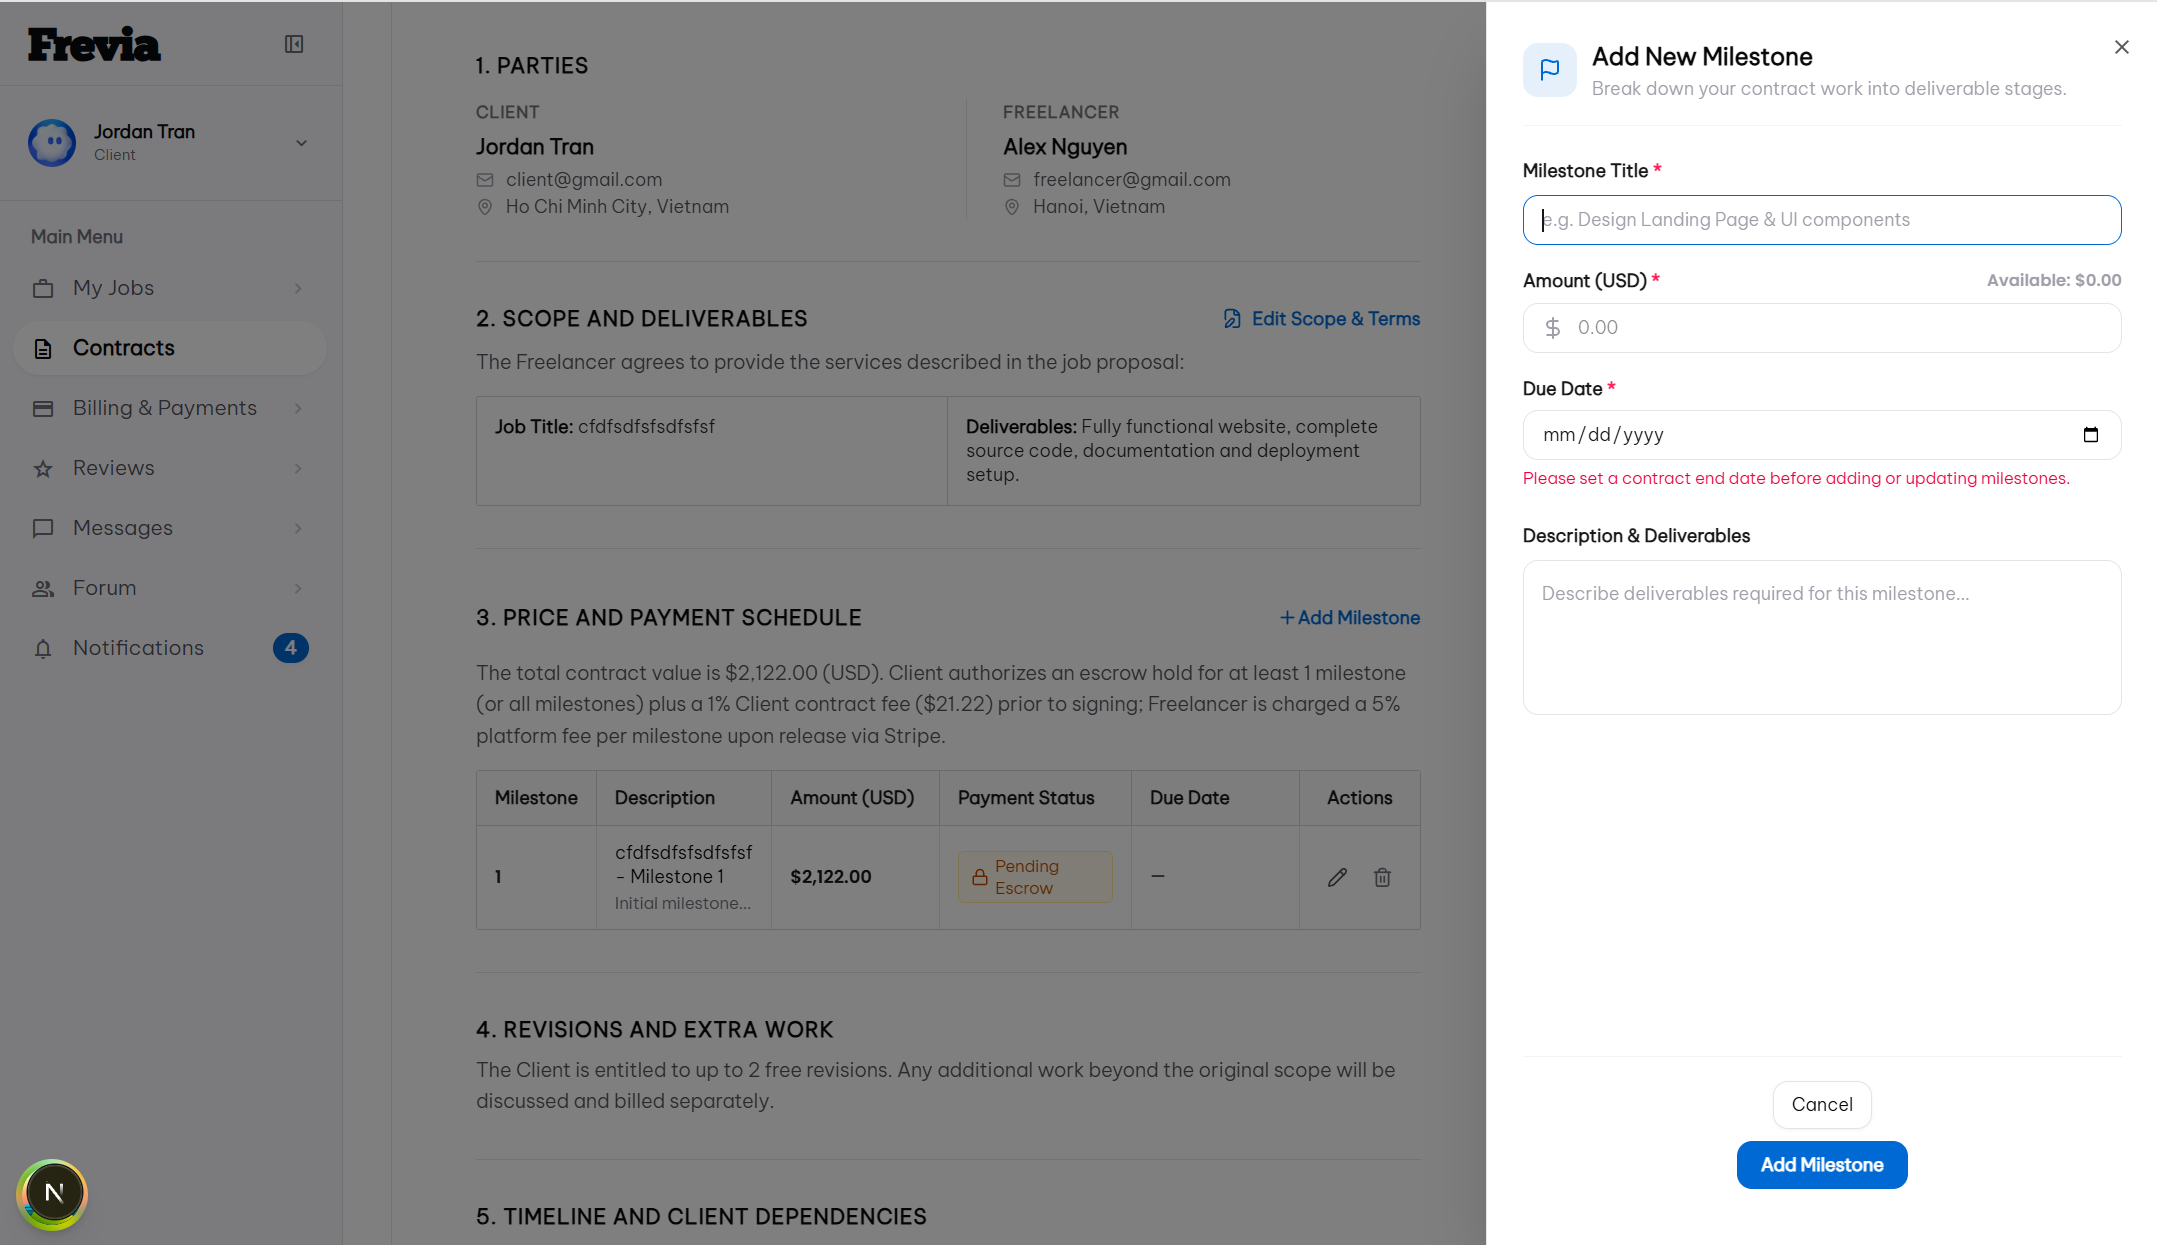 Frevia
Jordan Tran
Client
Main Menu
My Jobs
Contracts
Billing & Payments
Reviews
Messages
Forum
Notifications
4
N
1. PARTIES
CLIENT
Jordan Tran
client@gmail.com
Ho Chi Minh City, Vietnam
FREELANCER
Alex Nguyen
freelancer@gmail.com
Hanoi, Vietnam
2. SCOPE AND DELIVERABLES
Edit Scope & Terms
The Freelancer agrees to provide the services described in the job proposal:
Job Title: cfdfsdfsfsdfsfsf
Deliverables: Fully functional website, complete
source code, documentation and deployment
setup.
3. PRICE AND PAYMENT SCHEDULE
+ Add Milestone
The total contract value is $2,122.00 (USD). Client authorizes an escrow hold for at least 1 milestone
(or all milestones) plus a 1% Client contract fee ($21.22) prior to signing; Freelancer is charged a 5%
platform fee per milestone upon release via Stripe.
Milestone Description Amount (USD) Payment Status Due Date Actions
1
cfdfsdfsfsdfsfsf
- Milestone 1
Initial milestone...
$2,122.00
Pending
Escrow
—
4. REVISIONS AND EXTRA WORK
The Client is entitled to up to 2 free revisions. Any additional work beyond the original scope will be
discussed and billed separately.
5. TIMELINE AND CLIENT DEPENDENCIES
Add New Milestone
Break down your contract work into deliverable stages.
Milestone Title *
e.g. Design Landing Page & UI components
Amount (USD) *
Available: $0.00
$ 0.00
Due Date *
mm/dd/yyyy
Please set a contract end date before adding or updating milestones.
Description & Deliverables
Describe deliverables required for this milestone...
Cancel
Add Milestone